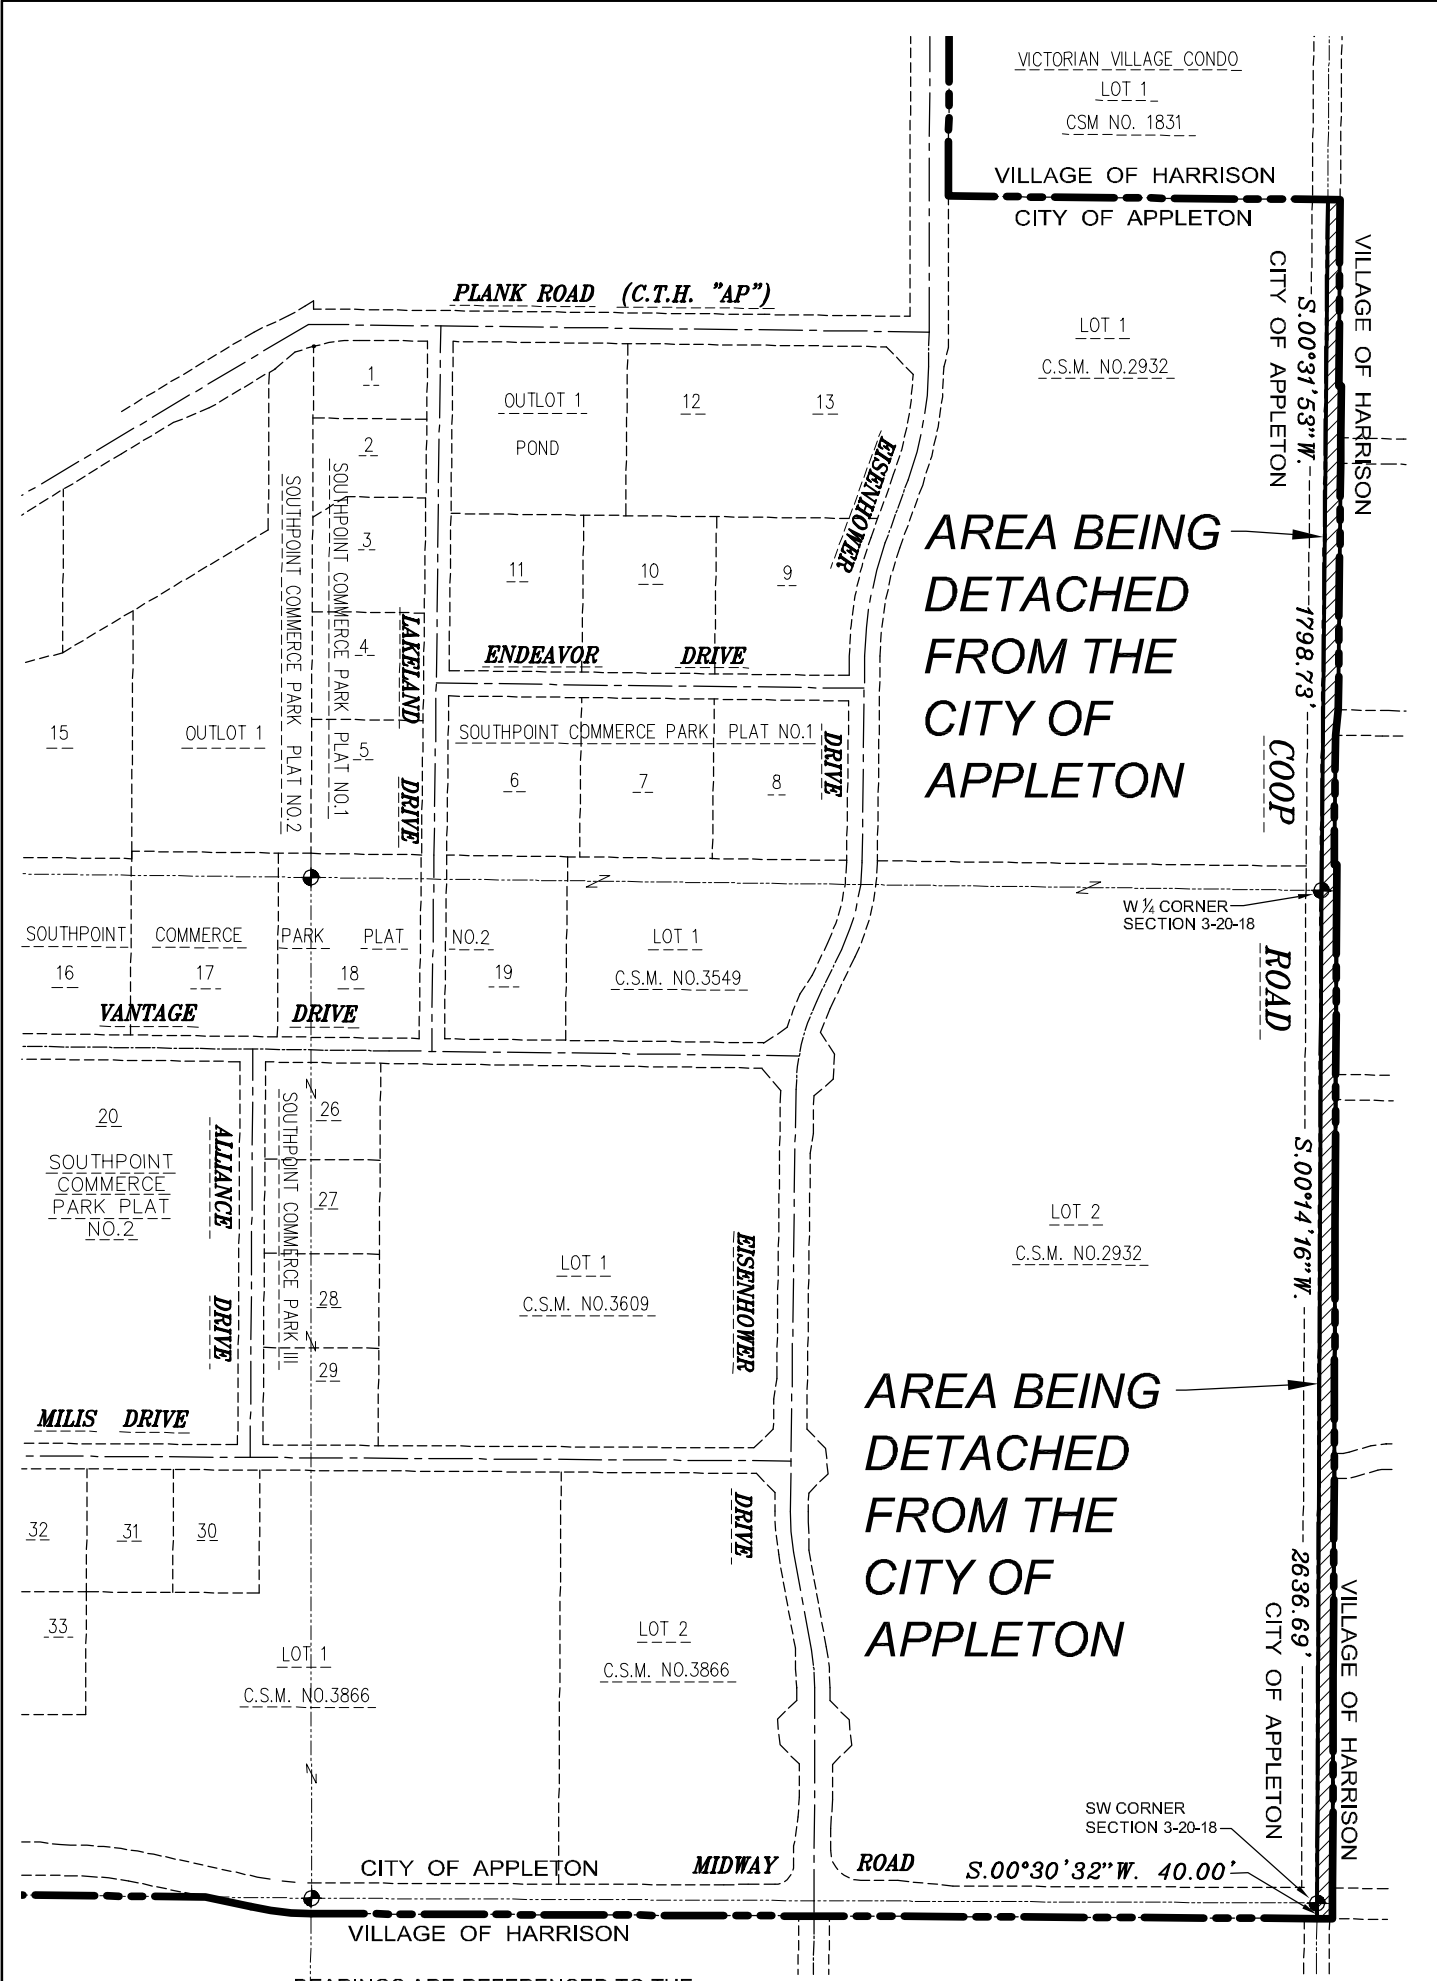 VICTORIAN VILLAGE CONDO
LOT 1
CSM NO. 1831
VILLAGE OF HARRISON
CITY OF APPLETON
VILLAGE OF HARRISON
CITY OF APPLETON
S.00°31'53"W.
1798.73'
PLANK ROAD (C.T.H. "AP")
LOT 1
C.S.M. NO.2932
1
2
3
4
5
OUTLOT 1
POND
12
13
EISENHOWER
DRIVE
SOUTHPOINT COMMERCE PARK PLAT NO.2
SOUTHPOINT COMMERCE PARK PLAT NO.1
LAKELAND
DRIVE
11
10
9
AREA BEING
DETACHED
FROM THE
CITY OF
APPLETON
ENDEAVOR DRIVE
15
OUTLOT 1
SOUTHPOINT COMMERCE PARK PLAT NO.1
6
7
8
COOP
ROAD
W ¼ CORNER
SECTION 3-20-18
SOUTHPOINT COMMERCE PARK PLAT NO.2
16
17
18
19
LOT 1
C.S.M. NO.3549
VANTAGE DRIVE
20
SOUTHPOINT
COMMERCE
PARK PLAT
NO.2
ALLIANCE
DRIVE
SOUTHPOINT COMMERCE PARK III
26
27
28
29
LOT 1
C.S.M. NO.3609
EISENHOWER
DRIVE
LOT 2
C.S.M. NO.2932
S.00°14'16"W.
2636.69'
AREA BEING
DETACHED
FROM THE
CITY OF
APPLETON
MILIS DRIVE
32
31
30
33
LOT 1
C.S.M. NO.3866
LOT 2
C.S.M. NO.3866
VILLAGE OF HARRISON
CITY OF APPLETON
SW CORNER
SECTION 3-20-18
CITY OF APPLETON
MIDWAY ROAD
S.00°30'32"W. 40.00'
VILLAGE OF HARRISON
BEARINGS ARE REFERENCED TO THE